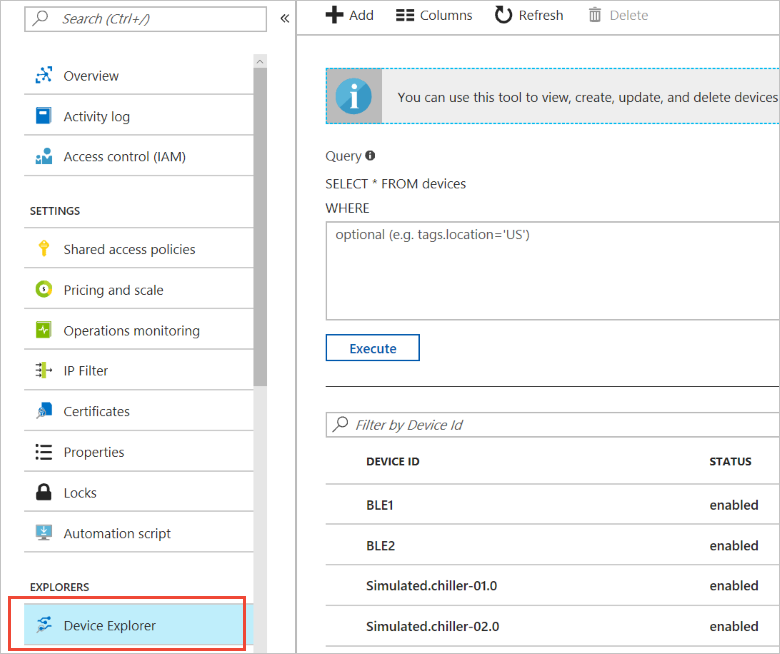 Search (Ctrl+/)
«
Overview
Activity log
Access control (IAM)
SETTINGS
Shared access policies
Pricing and scale
Operations monitoring
IP Filter
Certificates
Properties
Locks
Automation script
EXPLORERS
Device Explorer
Add Columns Refresh Delete
You can use this tool to view, create, update, and delete devices
Query
SELECT * FROM devices
WHERE
optional (e.g. tags.location='US')
Execute
Filter by Device Id
DEVICE ID STATUS
BLE1 enabled
BLE2 enabled
Simulated.chiller-01.0 enabled
Simulated.chiller-02.0 enabled